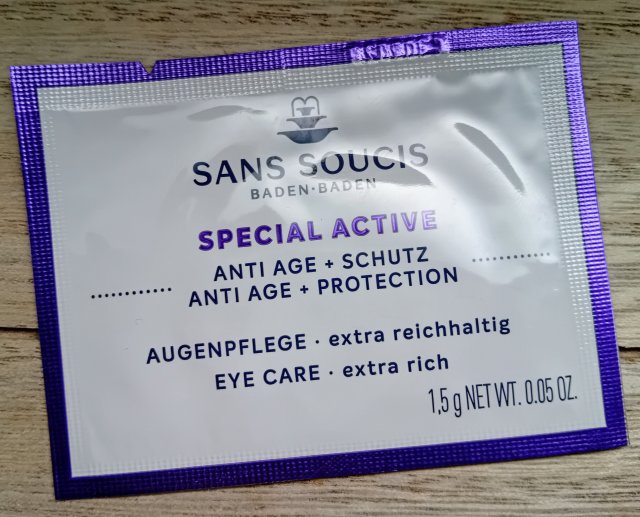 SANS SOUCIS
BADEN·BADEN
SPECIAL ACTIVE
ANTI AGE + SCHUTZ
ANTI AGE + PROTECTION
AUGENPFLEGE · extra reichhaltig
EYE CARE · extra rich
1,5 g NET WT. 0.05 OZ.